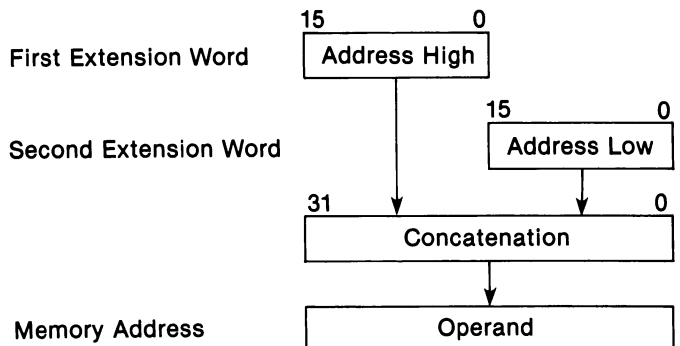 15 0
First Extension Word Address High
15 0
Second Extension Word Address Low
31 0
Concatenation
Memory Address Operand